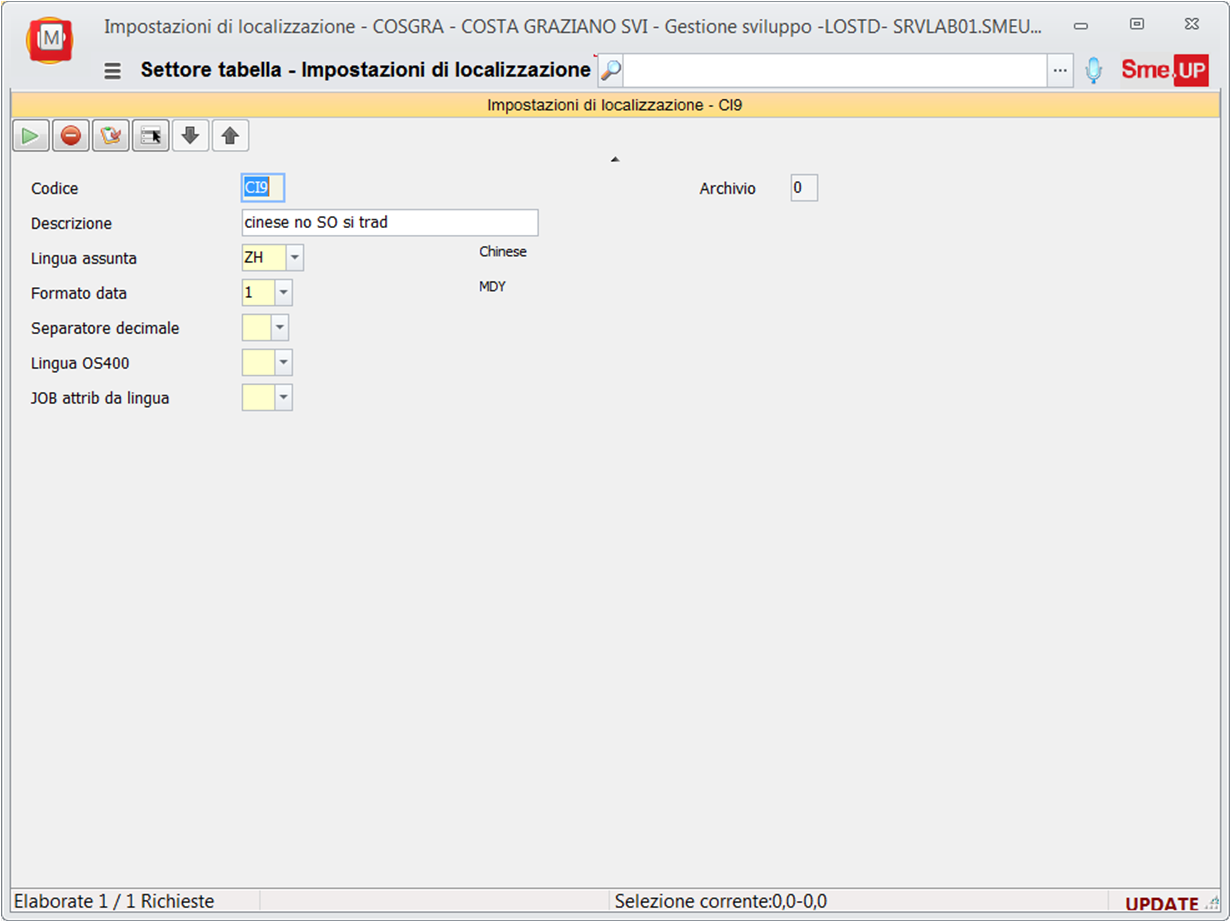 Impostazioni di localizzazione - COSGRA - COSTA GRAZIANO SVI - Gestione sviluppo -LOSTD- SRVLAB01.SMEU...
M
Settore tabella - Impostazioni di localizzazione
...
Sme.UP
Impostazioni di localizzazione - CI9
Codice CI9 Archivio 0
Descrizione cinese no SO si trad
Lingua assunta ZH Chinese
Formato data 1 MDY
Separatore decimale
Lingua OS400
JOB attrib da lingua
Elaborate 1 / 1 Richieste Selezione corrente:0,0-0,0 UPDATE